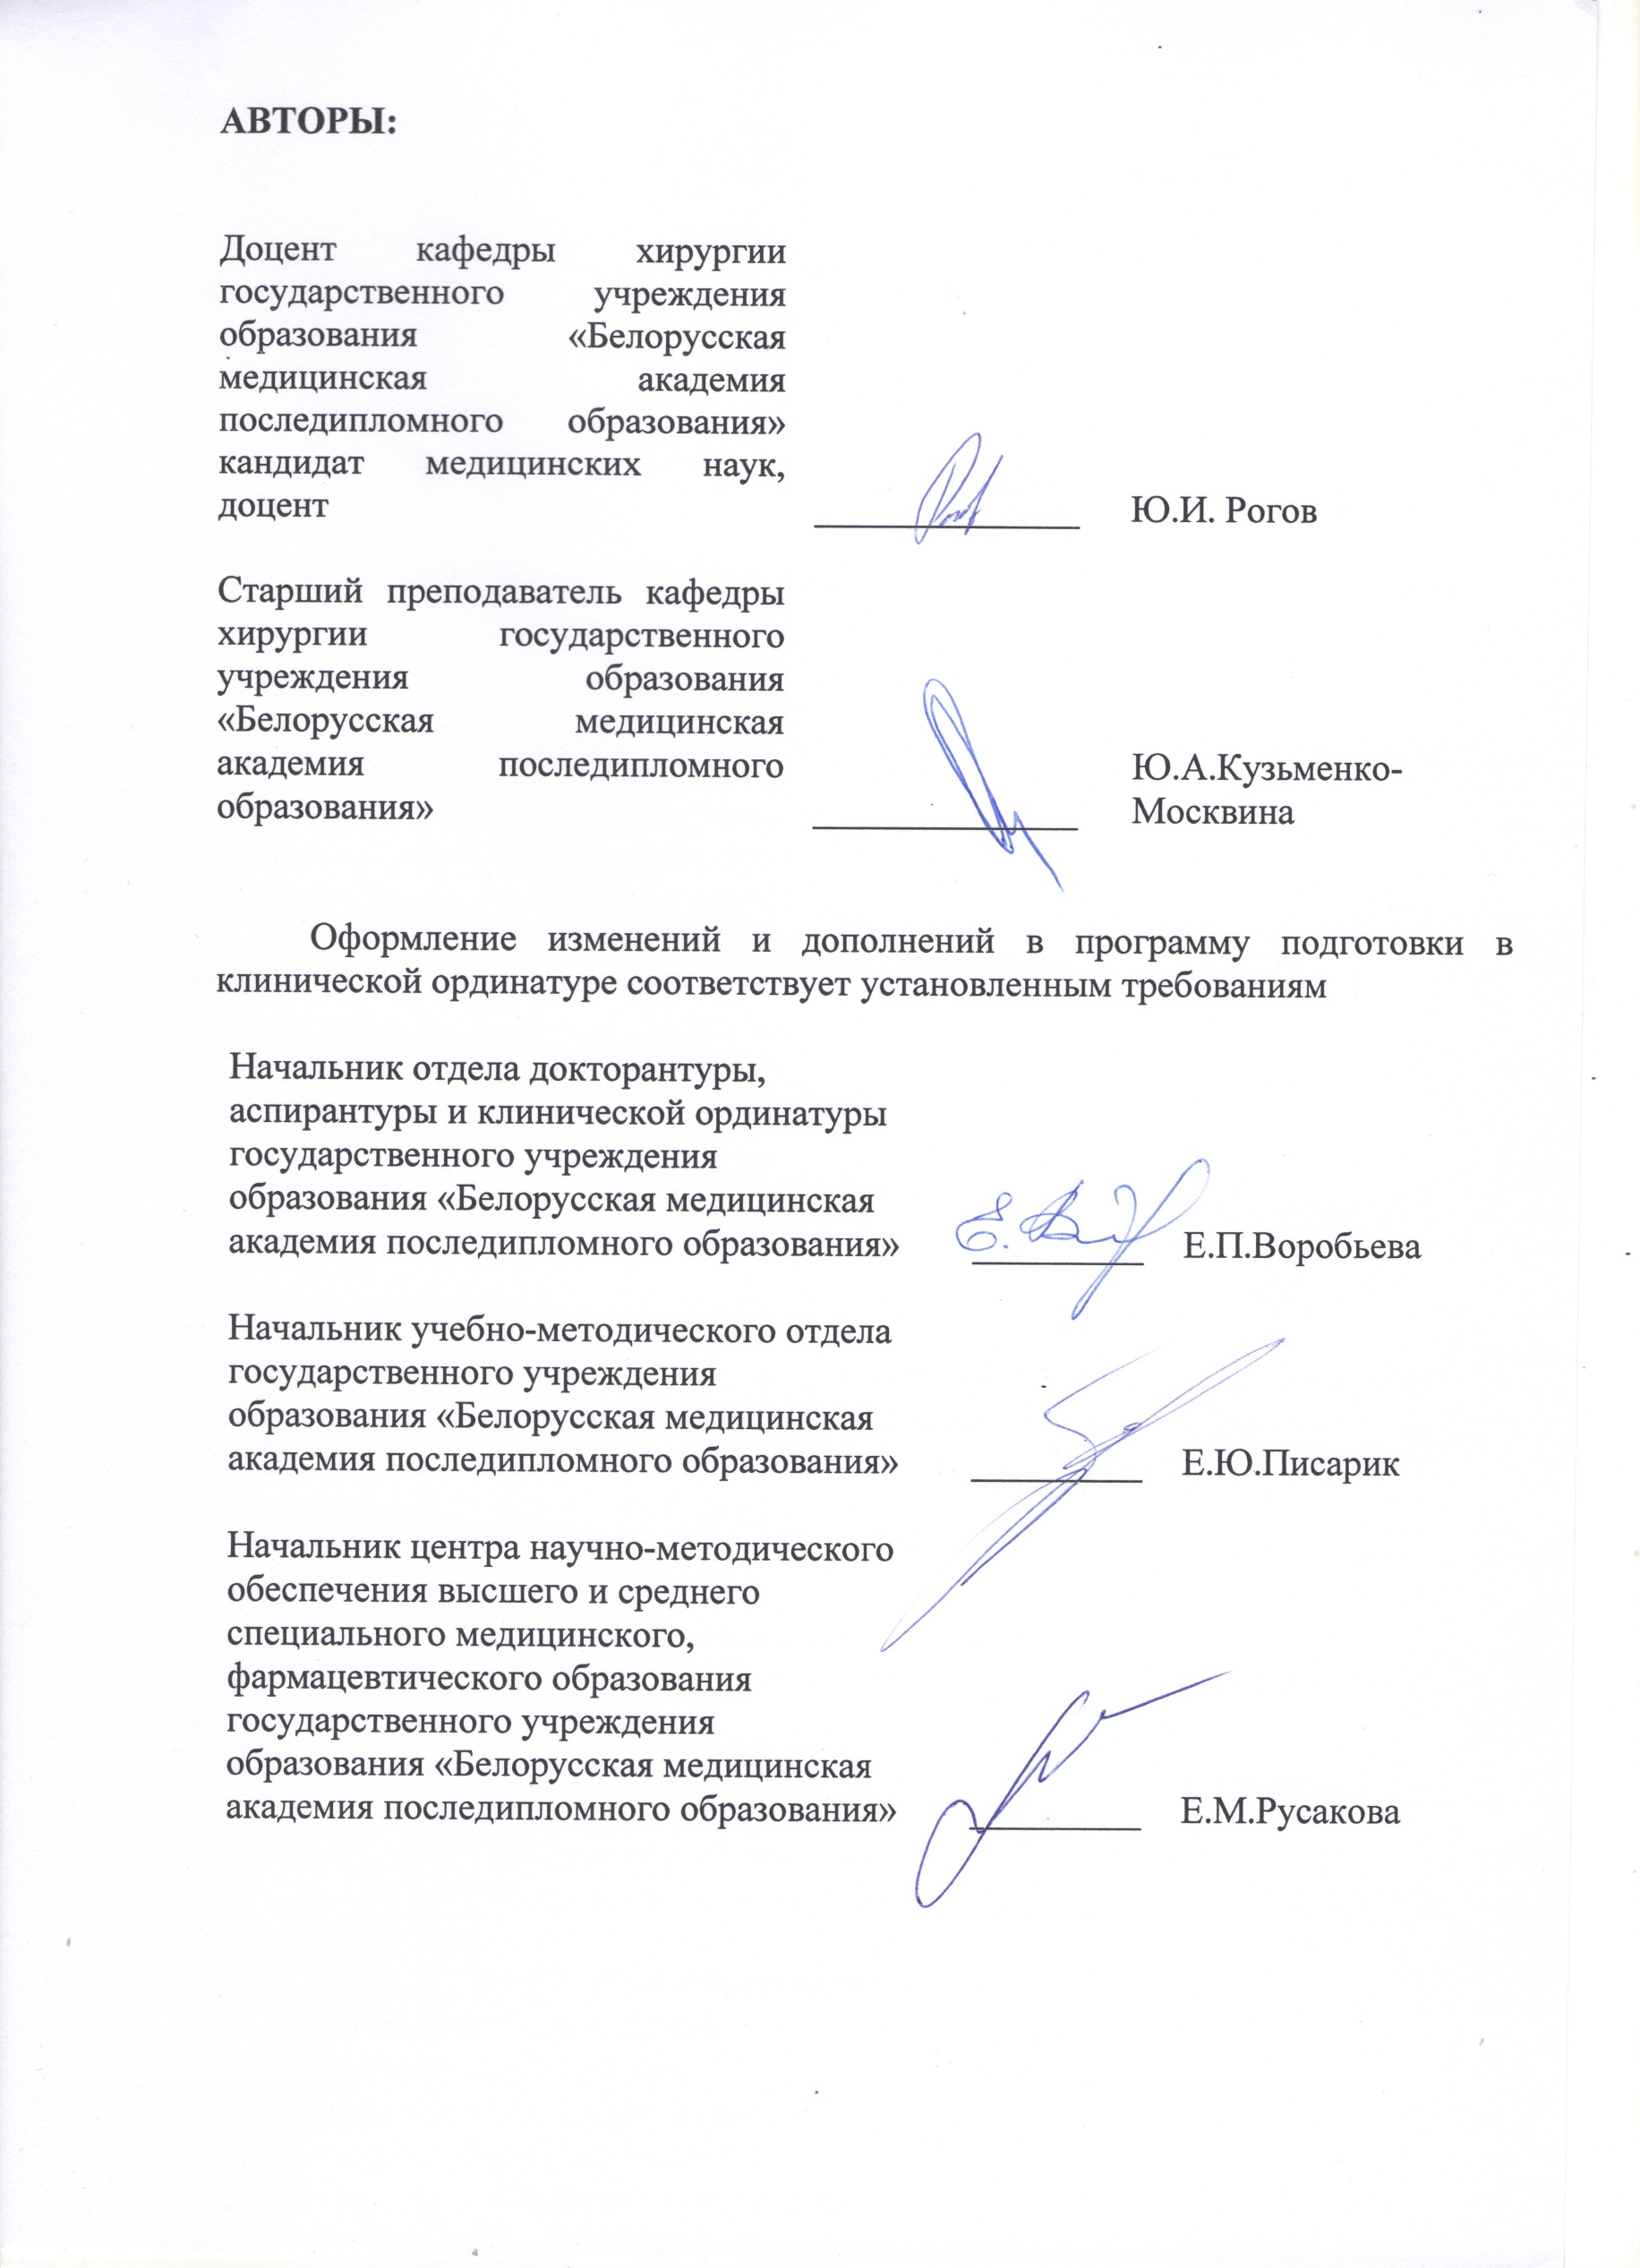 АВТОРЫ:
Доцент кафедры хирургии
государственного учреждения
образования «Белорусская
медицинская академия
последипломного образования»
кандидат медицинских наук,
доцент Ю.И. Рогов
Старший преподаватель кафедры
хирургии государственного
учреждения образования
«Белорусская медицинская
академия последипломного Ю.А.Кузьменко-
образования» Москвина
Оформление изменений и дополнений в программу подготовки в
клинической ординатуре соответствует установленным требованиям
Начальник отдела докторантуры,
аспирантуры и клинической ординатуры
государственного учреждения
образования «Белорусская медицинская
академия последипломного образования» Е.П.Воробьева
Начальник учебно-методического отдела
государственного учреждения
образования «Белорусская медицинская
академия последипломного образования» Е.Ю.Писарик
Начальник центра научно-методического
обеспечения высшего и среднего
специального медицинского,
фармацевтического образования
государственного учреждения
образования «Белорусская медицинская
академия последипломного образования» Е.М.Русакова